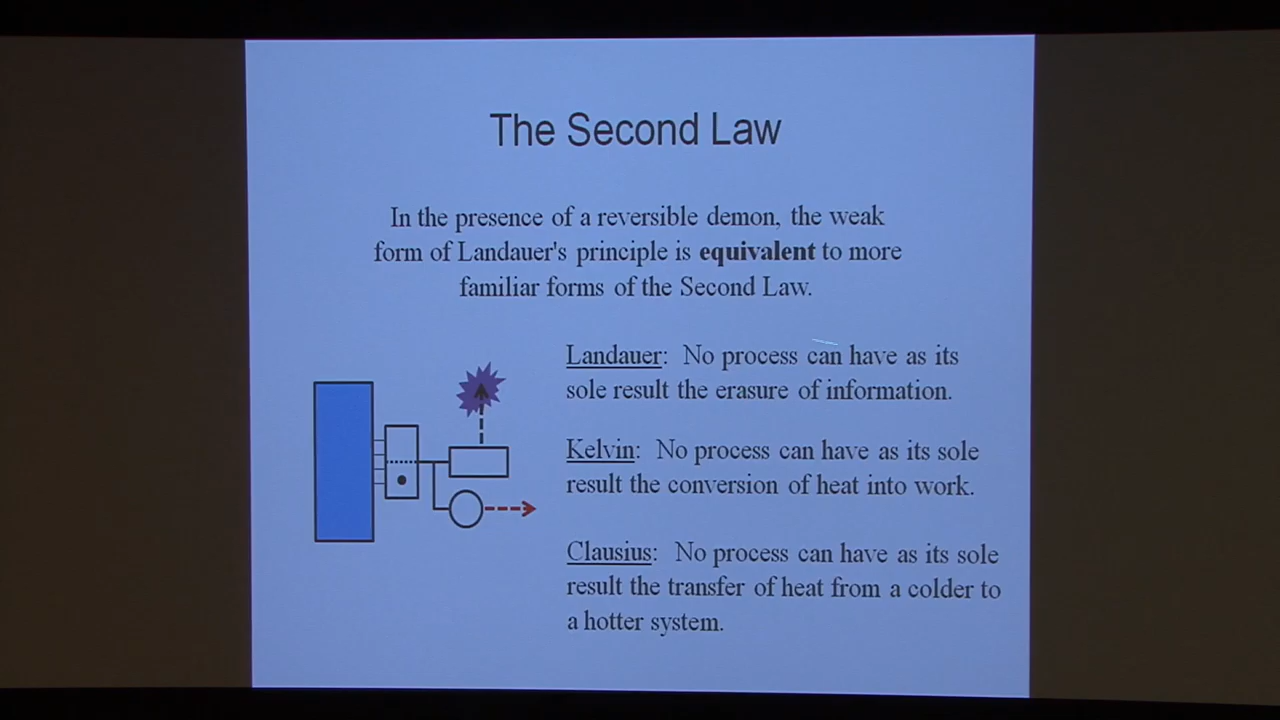 The Second Law
In the presence of a reversible demon, the weak
form of Landauer's principle is equivalent to more
familiar forms of the Second Law.
Landauer: No process can have as its
sole result the erasure of information.
Kelvin: No process can have as its sole
result the conversion of heat into work.
Clausius: No process can have as its sole
result the transfer of heat from a colder to
a hotter system.